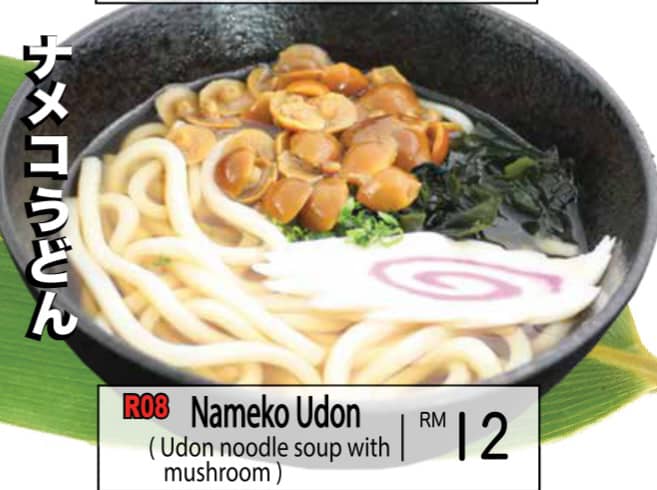 ナメコうどん
R08 Nameko Udon
( Udon noodle soup with
mushroom )
RM 12